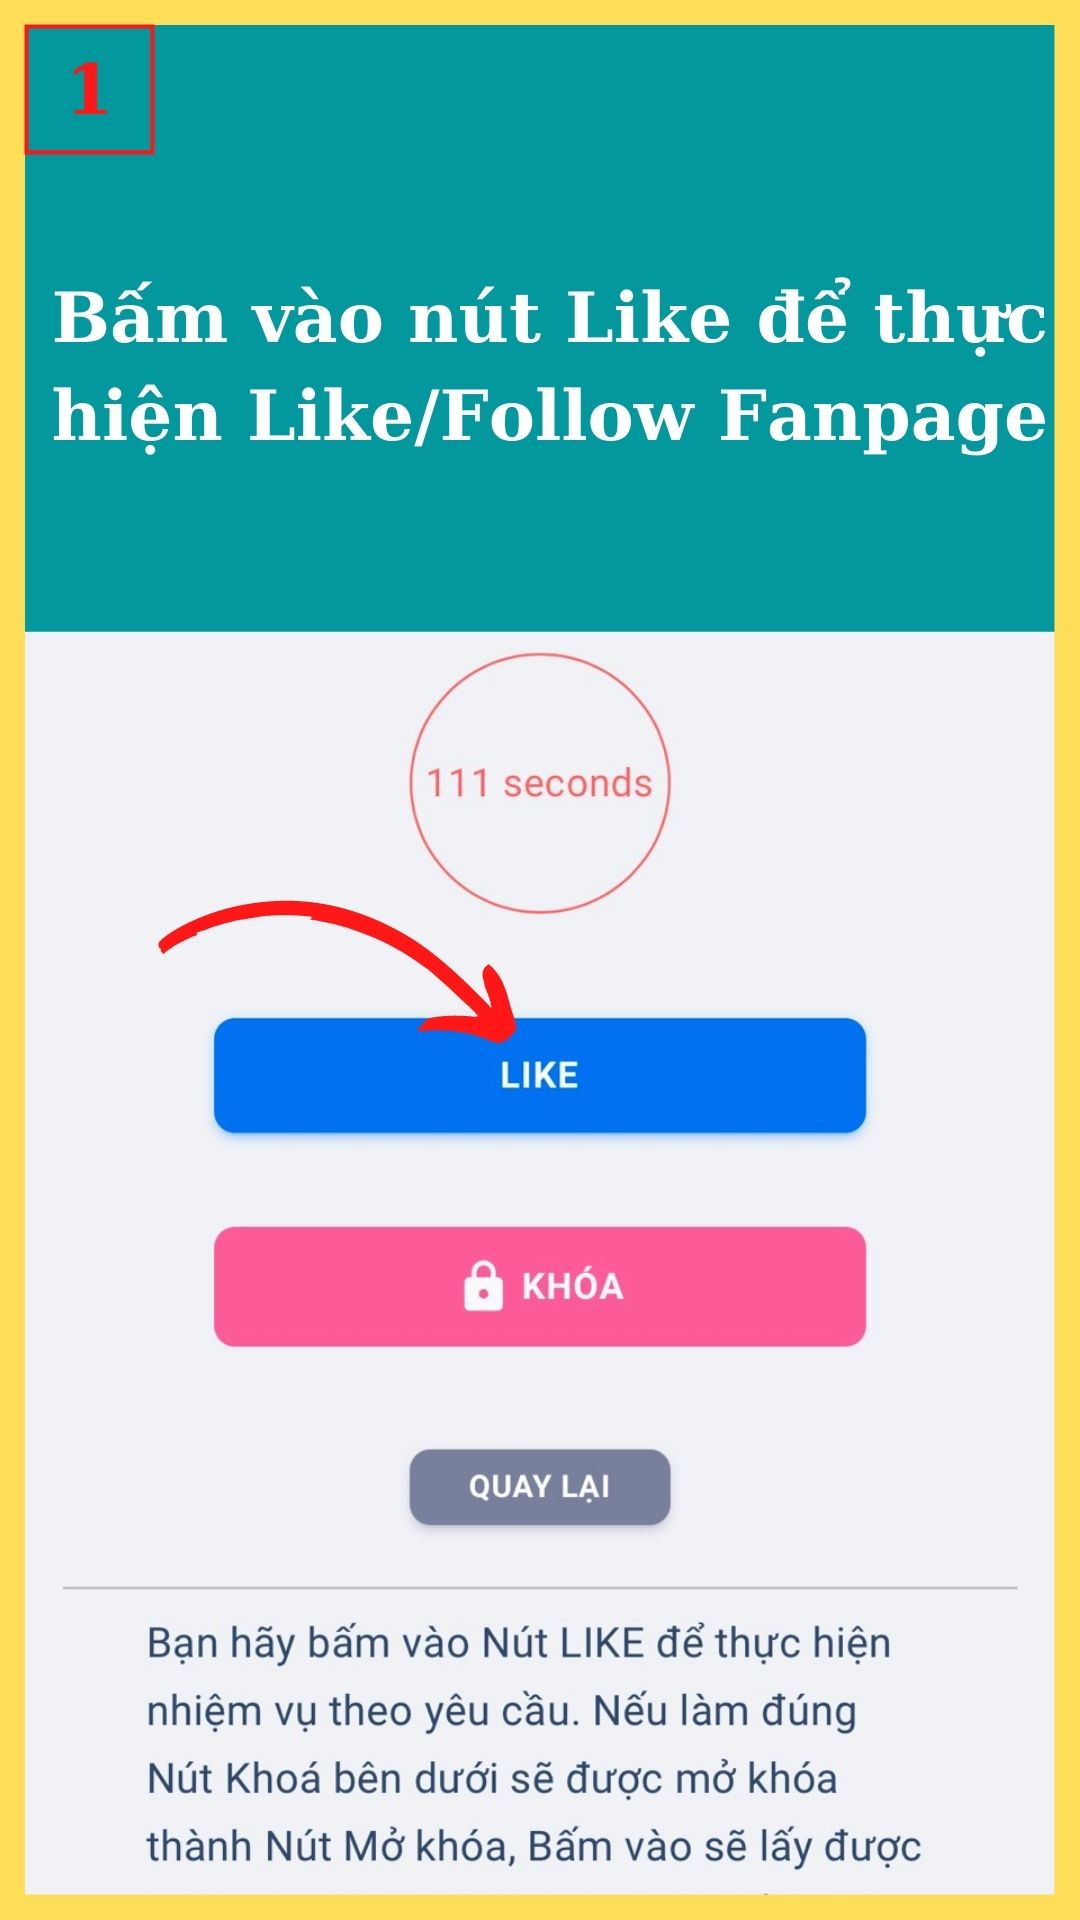 1
Bấm vào nút Like để thực
hiện Like/Follow Fanpage
111 seconds
LIKE
KHÓA
QUAY LẠI
Bạn hãy bấm vào Nút LIKE để thực hiện
nhiệm vụ theo yêu cầu. Nếu làm đúng
Nút Khoá bên dưới sẽ được mở khóa
thành Nút Mở khóa, Bấm vào sẽ lấy được